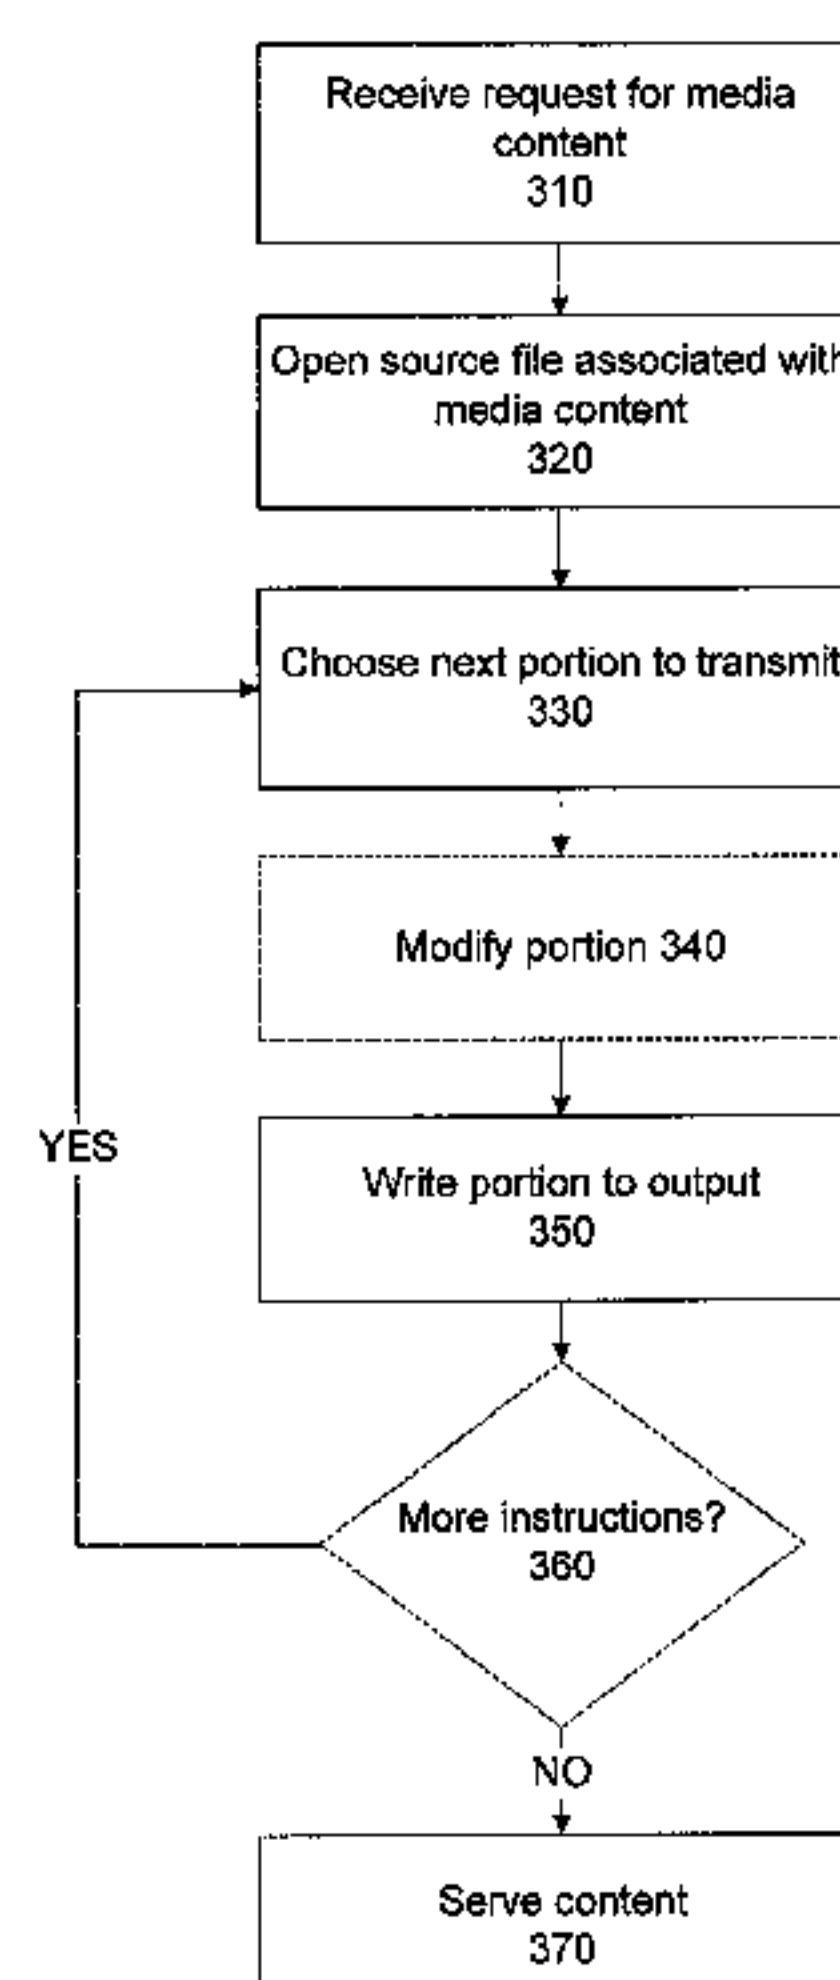 Receive request for media
content
310
Open source file associated with
media content
320
Choose next portion to transmit
330
Modify portion 340
YES
Write portion to output
350
More instructions?
360
NO
Serve content
370